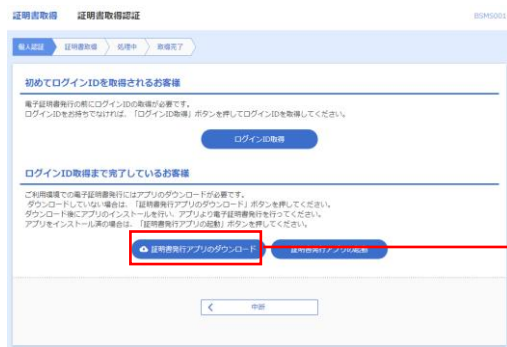 証明書取得 証明書取得認証 BSMS001
個人認証 証明書取得 処理中 取得完了
初めてログインIDを取得されるお客様
電子証明書発行の前にログインIDの取得が必要です。
ログインIDをお持ちでなければ、「ログインID取得」ボタンを押してログインIDを取得してください。
ログインID取得
ログインID取得まで完了しているお客様
ご利用環境での電子証明書発行にはアプリのダウンロードが必要です。
ダウンロードしていない場合は、「証明書発行アプリのダウンロード」ボタンを押してください。
ダウンロード後にアプリのインストールを行い、アプリより電子証明書発行を行ってください。
アプリをインストール済の場合は、「証明書発行アプリの起動」ボタンを押してください。
証明書発行アプリのダウンロード 証明書発行アプリの起動
中断